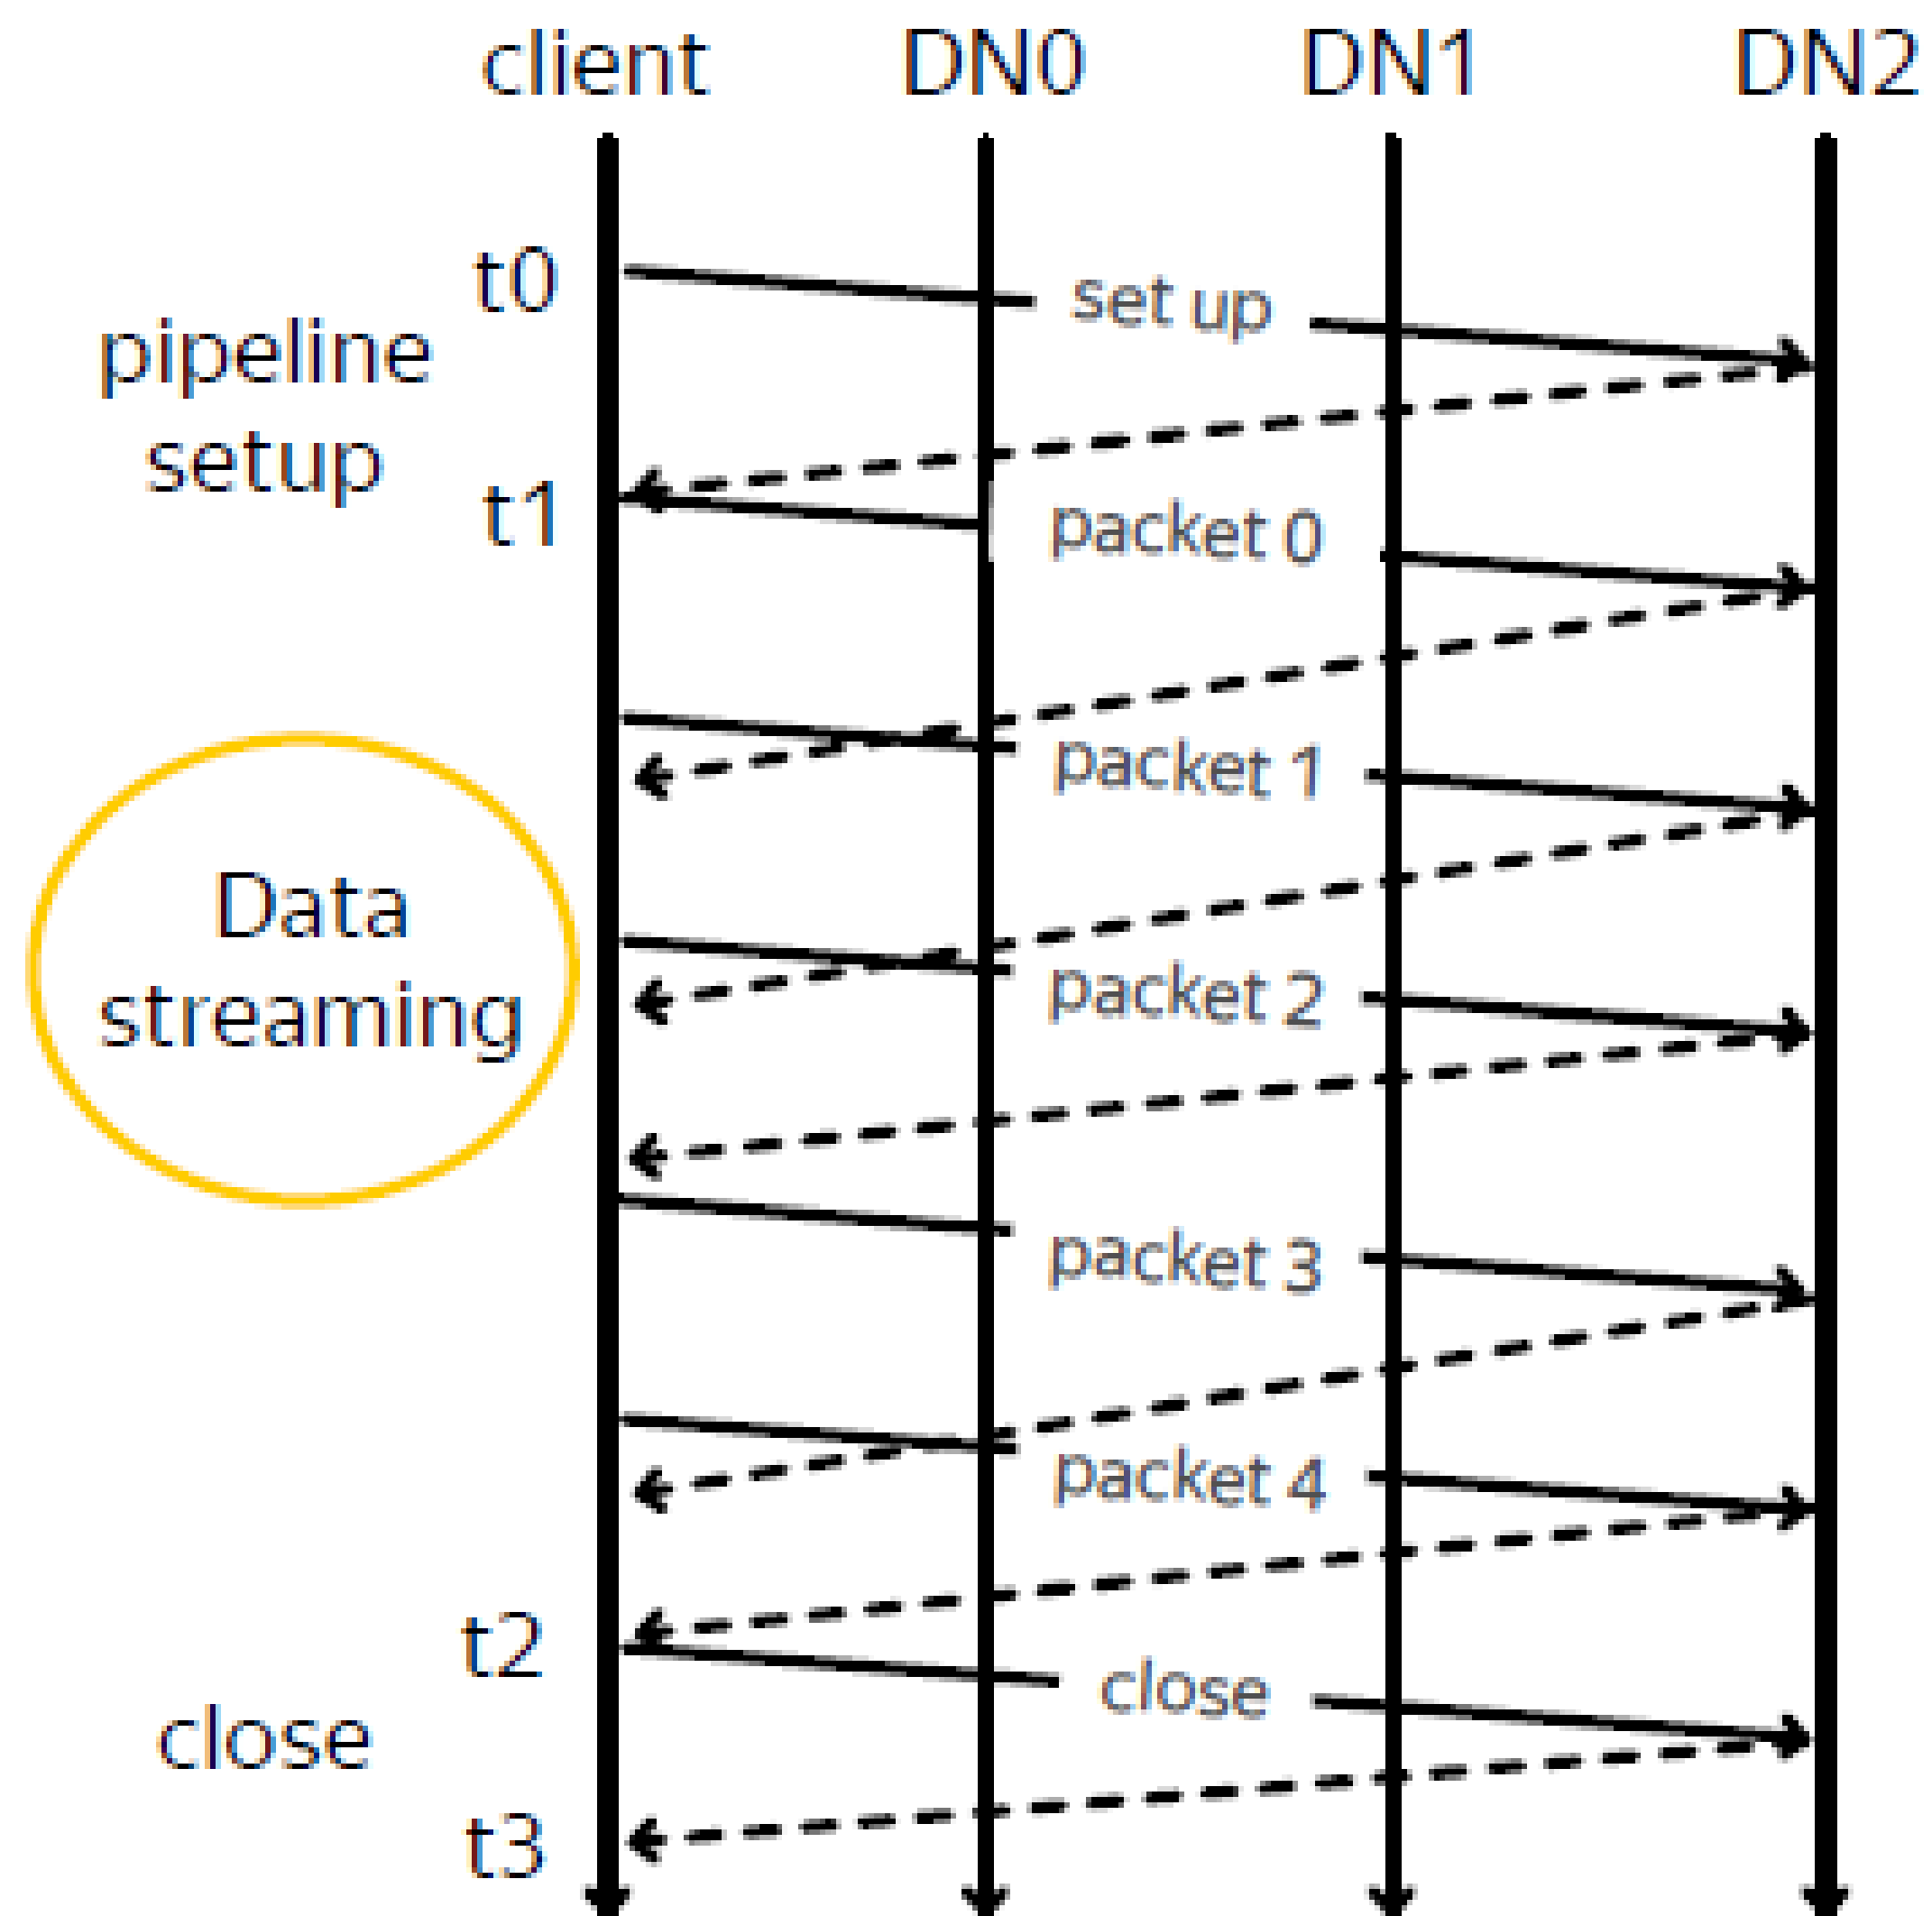 client DN0 DN1 DN2
t0
set up
pipeline
setup
t1
packet 0
packet 1
Data
streaming
packet 2
packet 3
packet 4
t2
close
close
t3